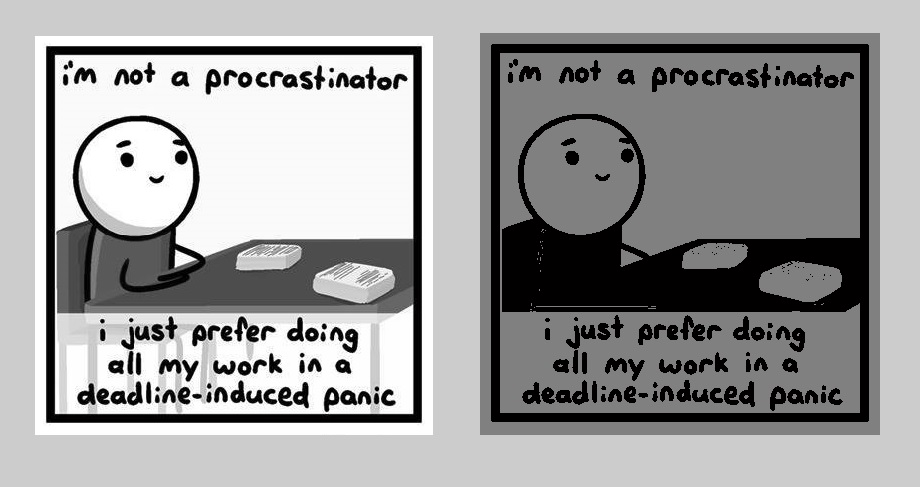 i'm not a procrastinator
i just prefer doing
all my work in a
deadline-induced panic
i'm not a procrastinator
i just prefer doing
all my work in a
deadline-induced panic